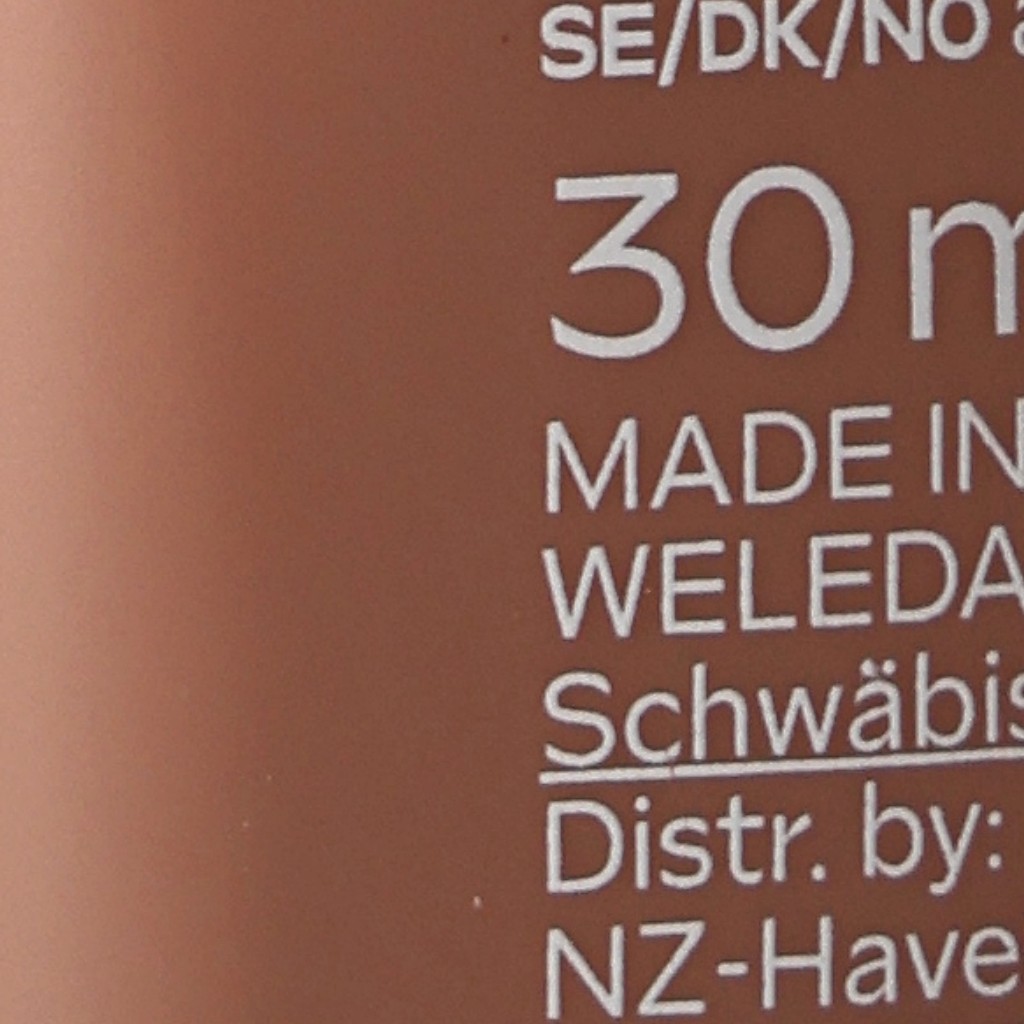 SE/DK/NO
30 m
MADE IN
WELEDA
Schwäbis
Distr. by:
NZ-Have